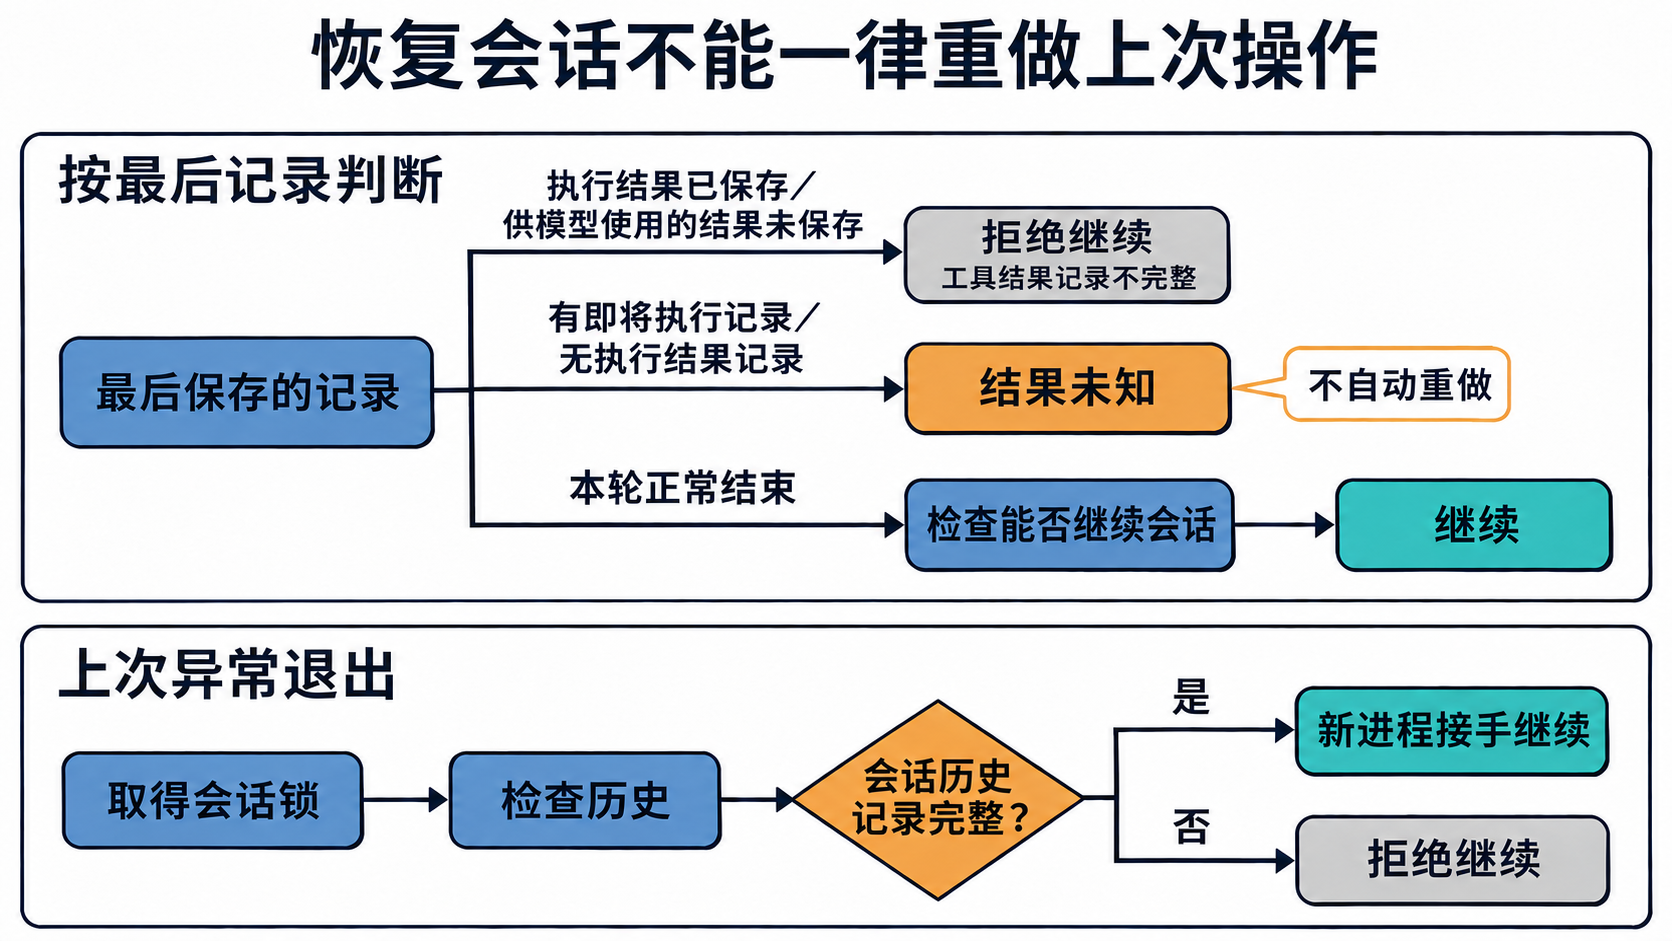 恢复会话不能一律重做上次操作
按最后记录判断
执行结果已保存／
供模型使用的结果未保存
拒绝继续
工具结果记录不完整
有即将执行记录／
无执行结果记录
最后保存的记录
结果未知
不自动重做
本轮正常结束
检查能否继续会话
继续
上次异常退出
取得会话锁
检查历史
会话历史
记录完整？
是
新进程接手继续
否
拒绝继续